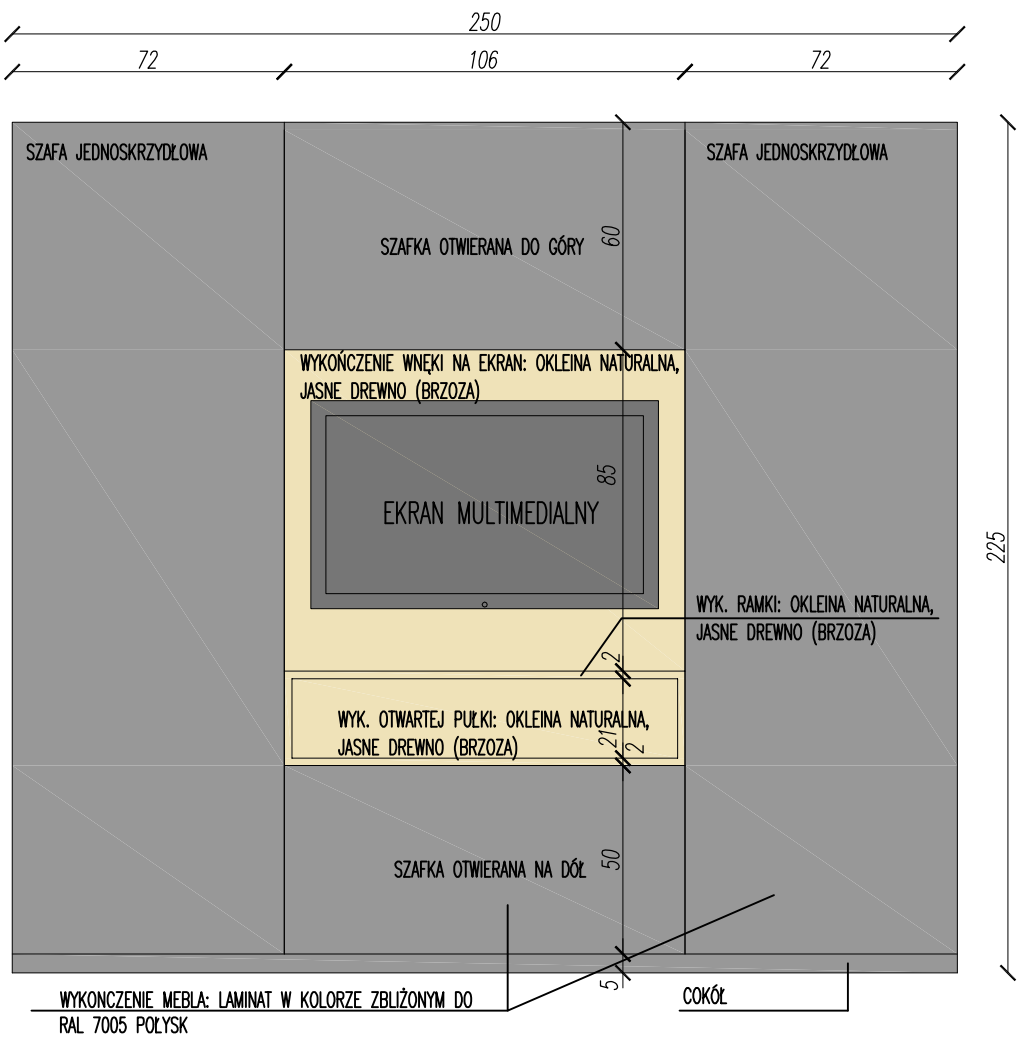 250
72
106
72
SZAFA JEDNOSKRZYDŁOWA
SZAFA JEDNOSKRZYDŁOWA
SZAFKA OTWIERANA DO GÓRY
60
WYKOŃCZENIE WNĘKI NA EKRAN: OKLEINA NATURALNA,
JASNE DREWNO (BRZOZA)
85
EKRAN MULTIMEDIALNY
225
WYK. RAMKI: OKLEINA NATURALNA,
JASNE DREWNO (BRZOZA)
2
WYK. OTWARTEJ PUŁKI: OKLEINA NATURALNA,
JASNE DREWNO (BRZOZA)
21
2
50
SZAFKA OTWIERANA NA DÓŁ
5
WYKONCZENIE MEBLA: LAMINAT W KOLORZE ZBLIŻONYM DO
RAL 7005 POŁYSK
COKÓŁ